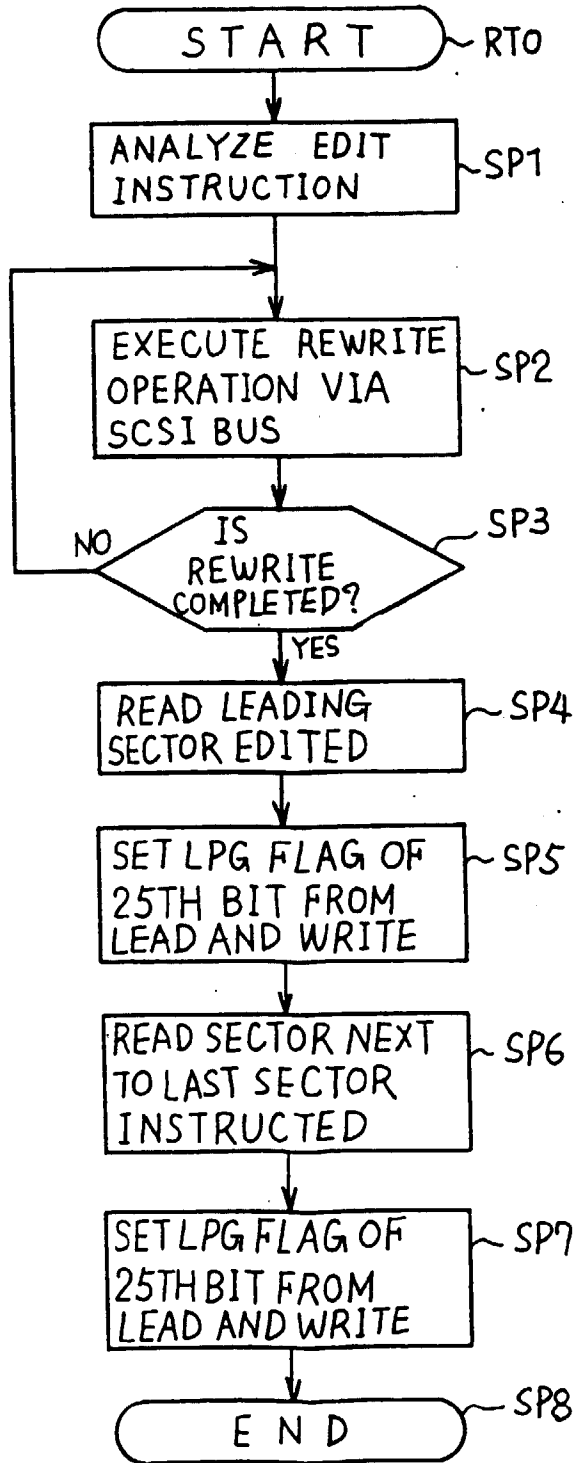 START
RT0
ANALYZE EDIT
INSTRUCTION
SP1
EXECUTE REWRITE
OPERATION VIA
SCSI BUS
SP2
IS
REWRITE
COMPLETED?
SP3
NO
YES
READ LEADING
SECTOR EDITED
SP4
SET LPG FLAG OF
25TH BIT FROM
LEAD AND WRITE
SP5
READ SECTOR NEXT
TO LAST SECTOR
INSTRUCTED
SP6
SET LPG FLAG OF
25TH BIT FROM
LEAD AND WRITE
SP7
END
SP8